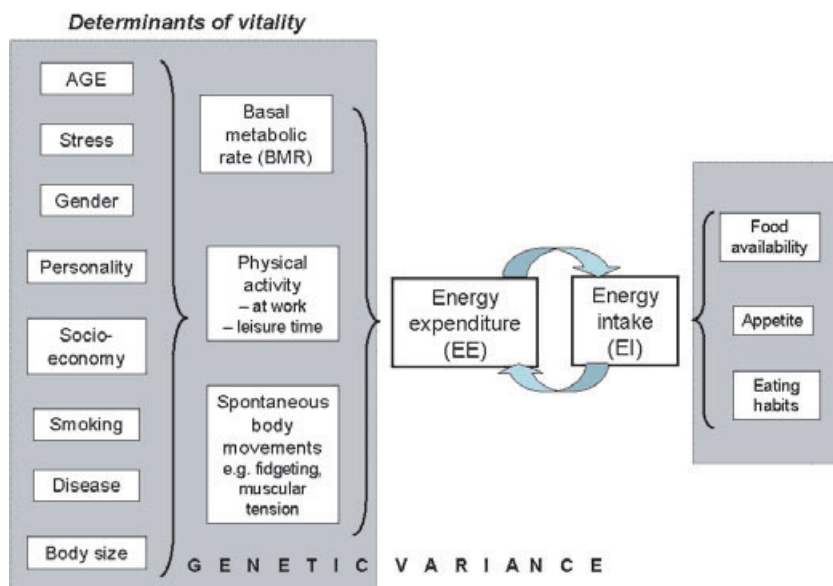 Determinants of vitality
AGE
Stress
Gender
Personality
Socio-
economy
Smoking
Disease
Body size
Basal
metabolic
rate (BMR)
Physical
activity
– at work
– leisure time
Spontaneous
body
movements
e.g. fidgeting,
muscular
tension
Energy
expenditure
(EE)
Energy
intake
(EI)
Food
availability
Appetite
Eating
habits
G E N E T I C V A R I A N C E